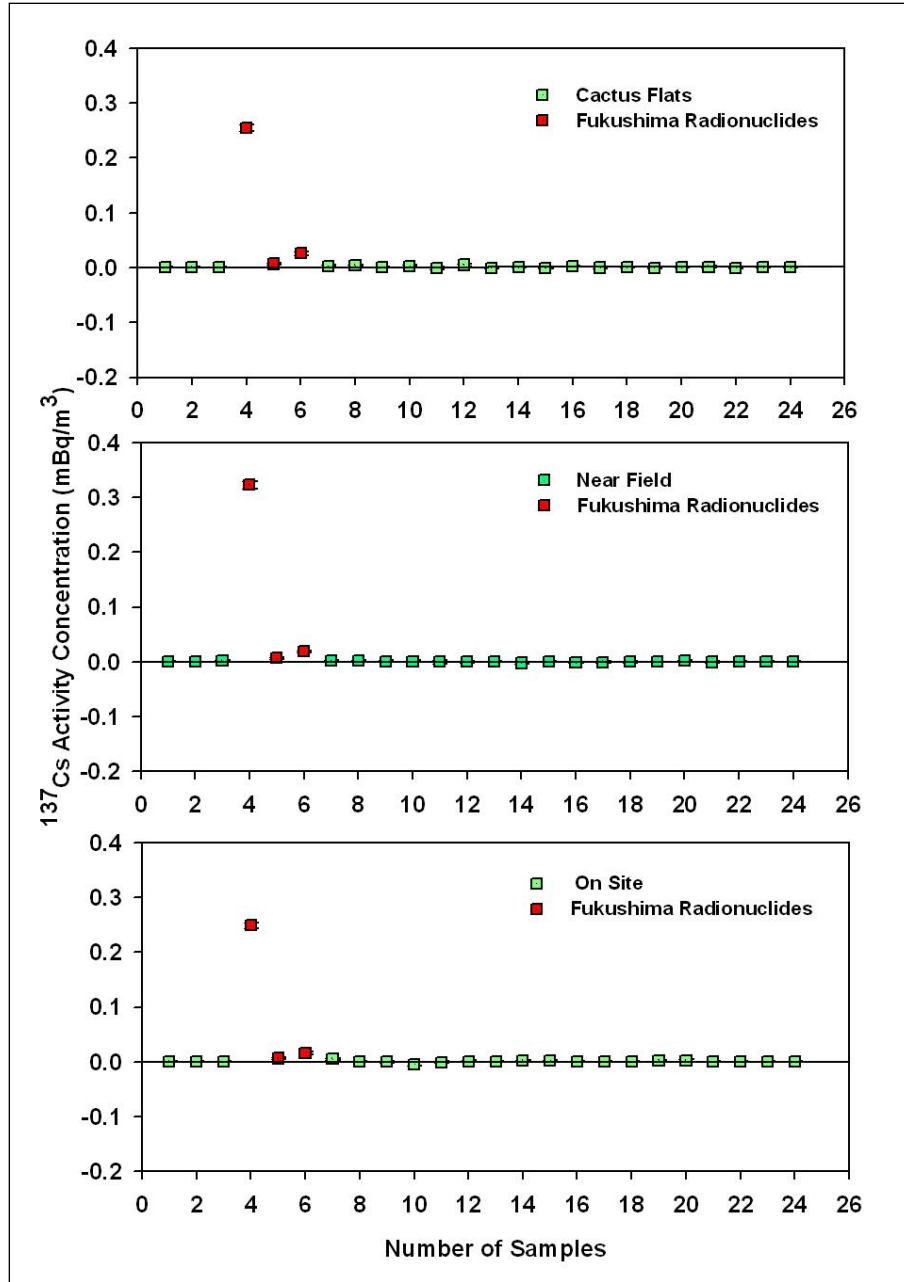 0.4
0.3
0.2
0.1
0.0
-0.1
-0.2
Cactus Flats
Fukushima Radionuclides
0 2 4 6 8 10 12 14 16 18 20 22 24 26
137Cs Activity Concentration (mBq/m3)
0.4
0.3
0.2
0.1
0.0
-0.1
-0.2
Near Field
Fukushima Radionuclides
0 2 4 6 8 10 12 14 16 18 20 22 24 26
0.4
0.3
0.2
0.1
0.0
-0.1
-0.2
On Site
Fukushima Radionuclides
0 2 4 6 8 10 12 14 16 18 20 22 24 26
Number of Samples